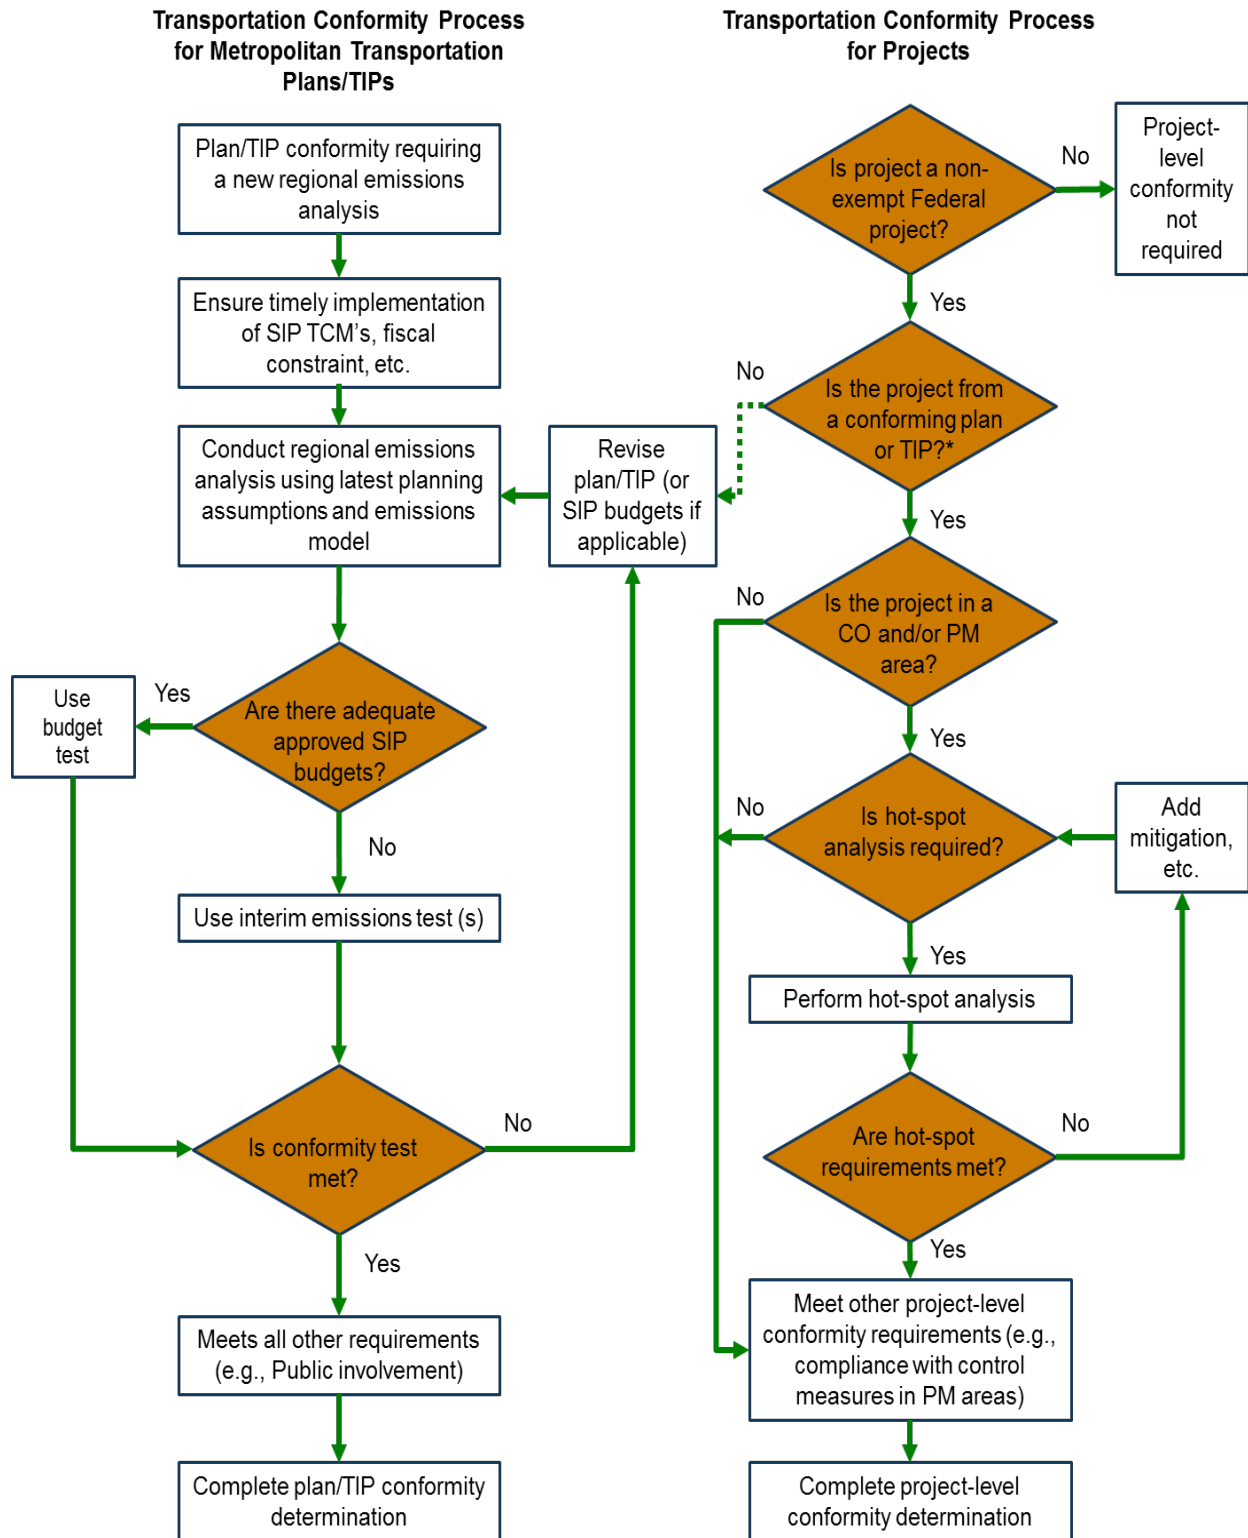 Transportation Conformity Process
for Metropolitan Transportation
Plans/TIPs
Plan/TIP conformity requiring
a new regional emissions
analysis
Ensure timely implementation
of SIP TCM's, fiscal
constraint, etc.
Conduct regional emissions
analysis using latest planning
assumptions and emissions
model
Revise
plan/TIP (or
SIP budgets if
applicable)
Are there adequate
approved SIP
budgets?
Yes
Use
budget
test
No
Use interim emissions test (s)
Is conformity test
met?
No
Yes
Meets all other requirements
(e.g., Public involvement)
Complete plan/TIP conformity
determination
Transportation Conformity Process
for Projects
Is project a non-
exempt Federal
project?
No
Project-
level
conformity
not
required
Yes
Is the project from
a conforming plan
or TIP?*
No
Yes
Is the project in a
CO and/or PM
area?
No
Yes
Is hot-spot
analysis required?
No
Add
mitigation,
etc.
Yes
Perform hot-spot analysis
Are hot-spot
requirements met?
No
Yes
Meet other project-level
conformity requirements (e.g.,
compliance with control
measures in PM areas)
Complete project-level
conformity determination